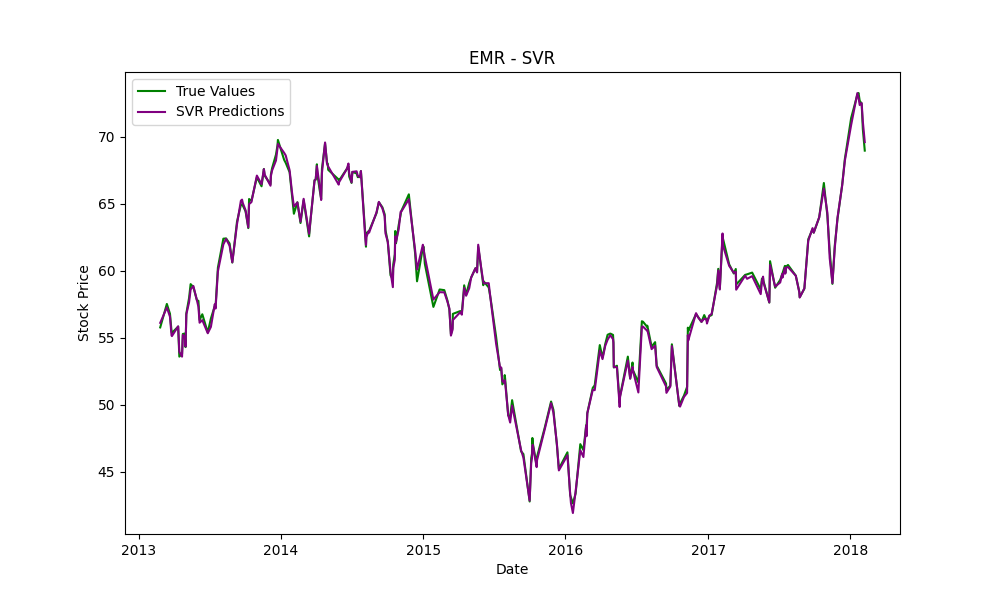 EMR - SVR
True Values
SVR Predictions
70
65
60
55
50
45
Stock Price
2013 2014 2015 2016 2017 2018
Date